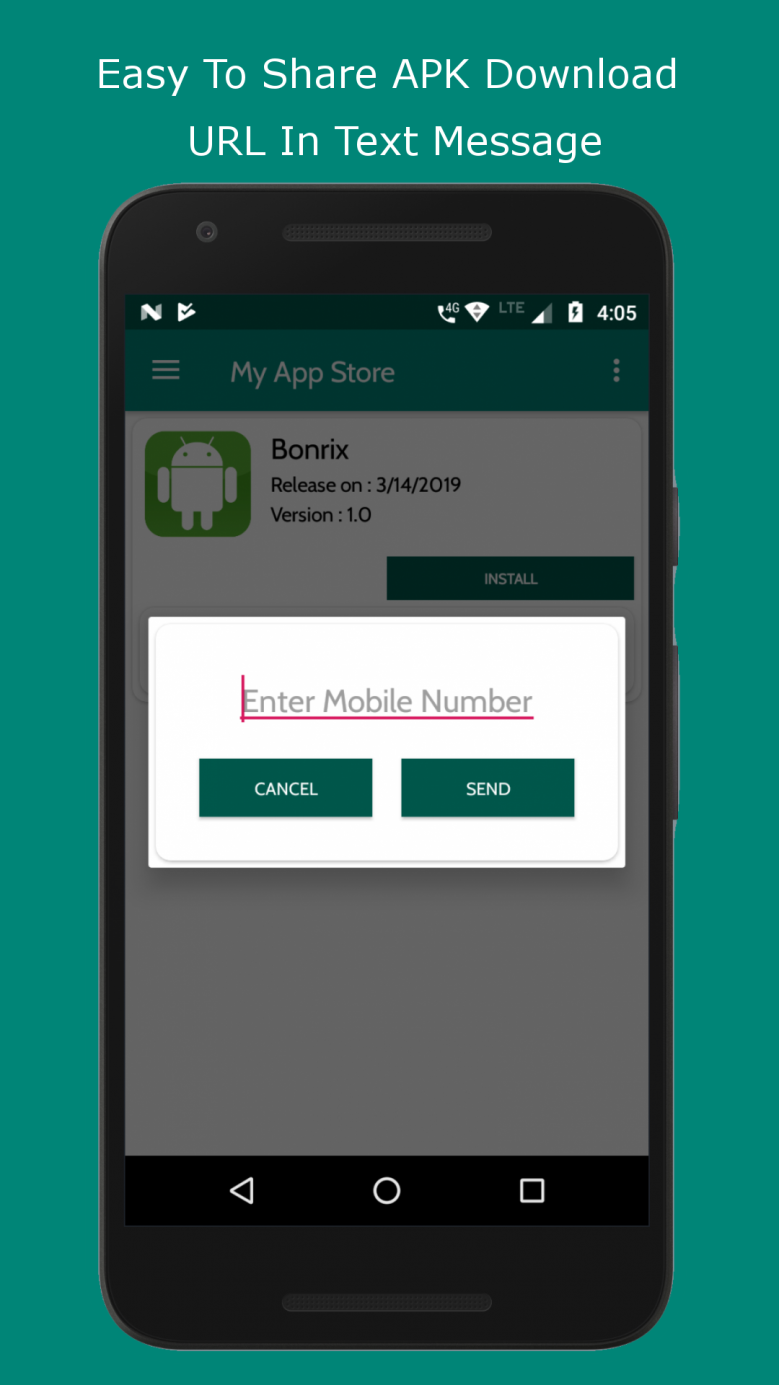 Easy To Share APK Download
URL In Text Message
4G LTE 4:05
My App Store
Bonrix
Release on : 3/14/2019
Version : 1.0
INSTALL
Enter Mobile Number
CANCEL SEND